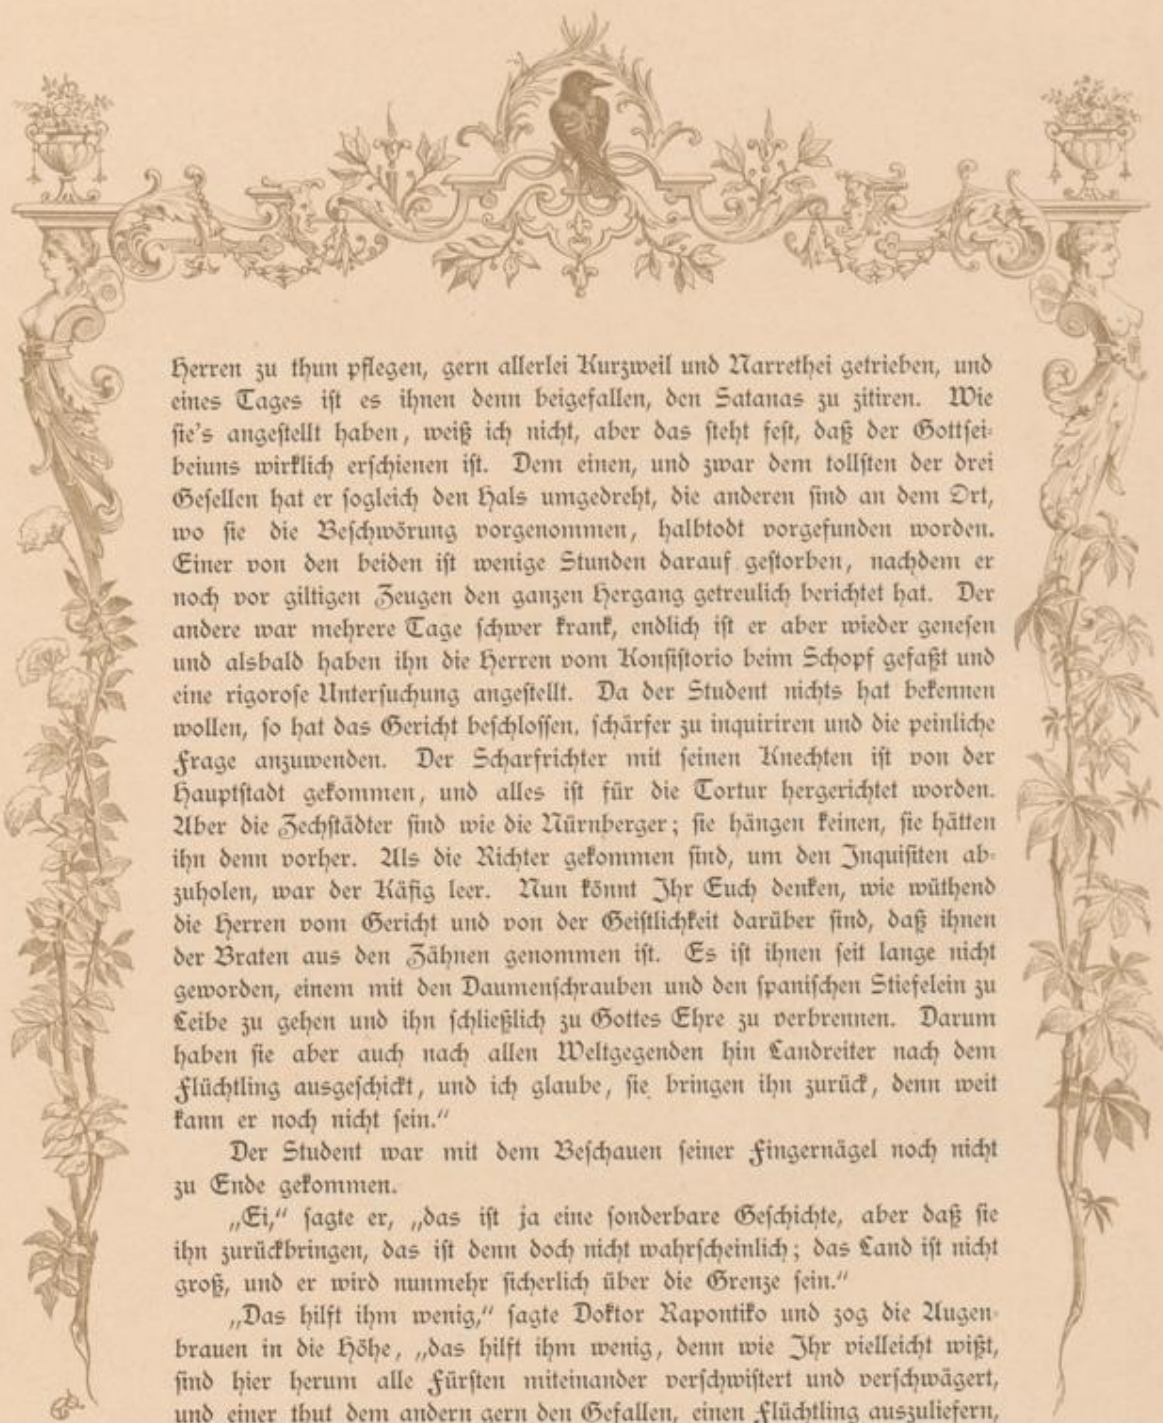 Herren zu thun pflegen, gern allerlei Kurzweil und Narrethei getrieben, und
eines Tages ist es ihnen denn beigefallen, den Satanas zu zitiren. Wie
sie's angestellt haben, weiß ich nicht, aber das steht fest, daß der Gottsei-
beiuns wirklich erschienen ist. Dem einen, und zwar dem tollsten der drei
Gesellen hat er sogleich den Hals umgedreht, die anderen sind an dem Ort,
wo sie die Beschwörung vorgenommen, halbtodt vorgefunden worden.
Einer von den beiden ist wenige Stunden darauf gestorben, nachdem er
noch vor giltigen Zeugen den ganzen Hergang getreulich berichtet hat. Der
andere war mehrere Tage schwer krank, endlich ist er aber wieder genesen
und alsbald haben ihn die Herren vom Konsistorio beim Schopf gefaßt und
eine rigorose Untersuchung angestellt. Da der Student nichts hat bekennen
wollen, so hat das Gericht beschlossen, schärfer zu inquiriren und die peinliche
Frage anzuwenden. Der Scharfrichter mit seinen Knechten ist von der
Hauptstadt gekommen, und alles ist für die Tortur hergerichtet worden.
Aber die Zechstädter sind wie die Nürnberger; sie hängen keinen, sie hätten
ihn denn vorher. Als die Richter gekommen sind, um den Inquisiten ab-
zuholen, war der Käfig leer. Nun könnt Ihr Euch denken, wie wüthend
die Herren vom Gericht und von der Geistlichkeit darüber sind, daß ihnen
der Braten aus den Zähnen genommen ist. Es ist ihnen seit lange nicht
geworden, einem mit den Daumenschrauben und den spanischen Stiefelein zu
Leibe zu gehen und ihn schließlich zu Gottes Ehre zu verbrennen. Darum
haben sie aber auch nach allen Weltgegenden hin Landreiter nach dem
Flüchtling ausgeschickt, und ich glaube, sie bringen ihn zurück, denn weit
kann er noch nicht sein.“
Der Student war mit dem Beschauen seiner Fingernägel noch nicht
zu Ende gekommen.
„Ei,“ sagte er, „das ist ja eine sonderbare Geschichte, aber daß sie
ihn zurückbringen, das ist denn doch nicht wahrscheinlich; das Land ist nicht
groß, und er wird nunmehr sicherlich über die Grenze sein.“
„Das hilft ihm wenig,“ sagte Doktor Rapontiko und zog die Augen-
brauen in die Höhe, „das hilft ihm wenig, denn wie Ihr vielleicht wißt,
sind hier herum alle Fürsten miteinander verschwistert und verschwägert,
und einer thut dem andern gern den Gefallen, einen Flüchtling auszuliefern,